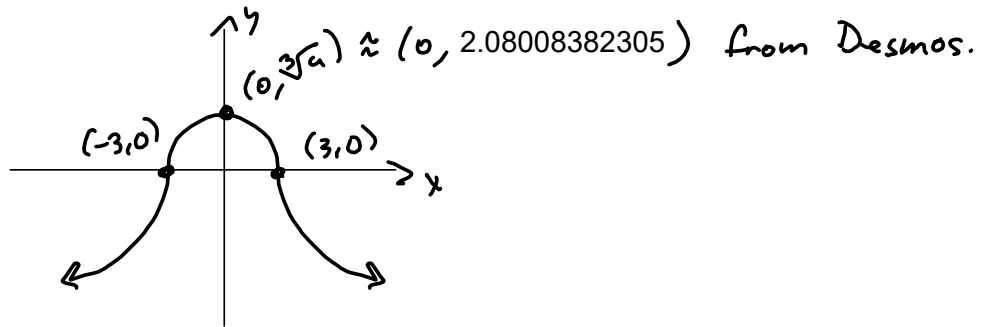 y
(0, ∛9) ≈ (0, 2.08008382305) from Desmos.
(-3,0)
(3,0)
x